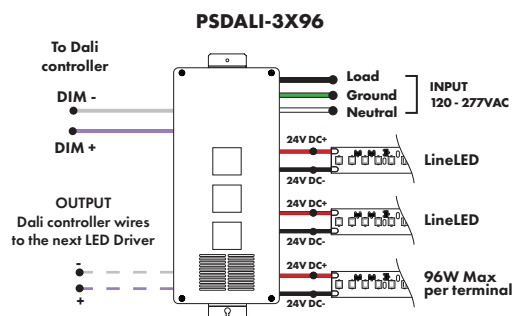 PSDALI-3X96
To Dali
controller
DIM -
DIM +
OUTPUT
Dali controller wires
to the next LED Driver
-
+
Load
Ground
Neutral
INPUT
120 - 277VAC
24V DC+
24V DC-
LineLED
24V DC+
24V DC-
LineLED
24V DC+
24V DC-
96W Max
per terminal